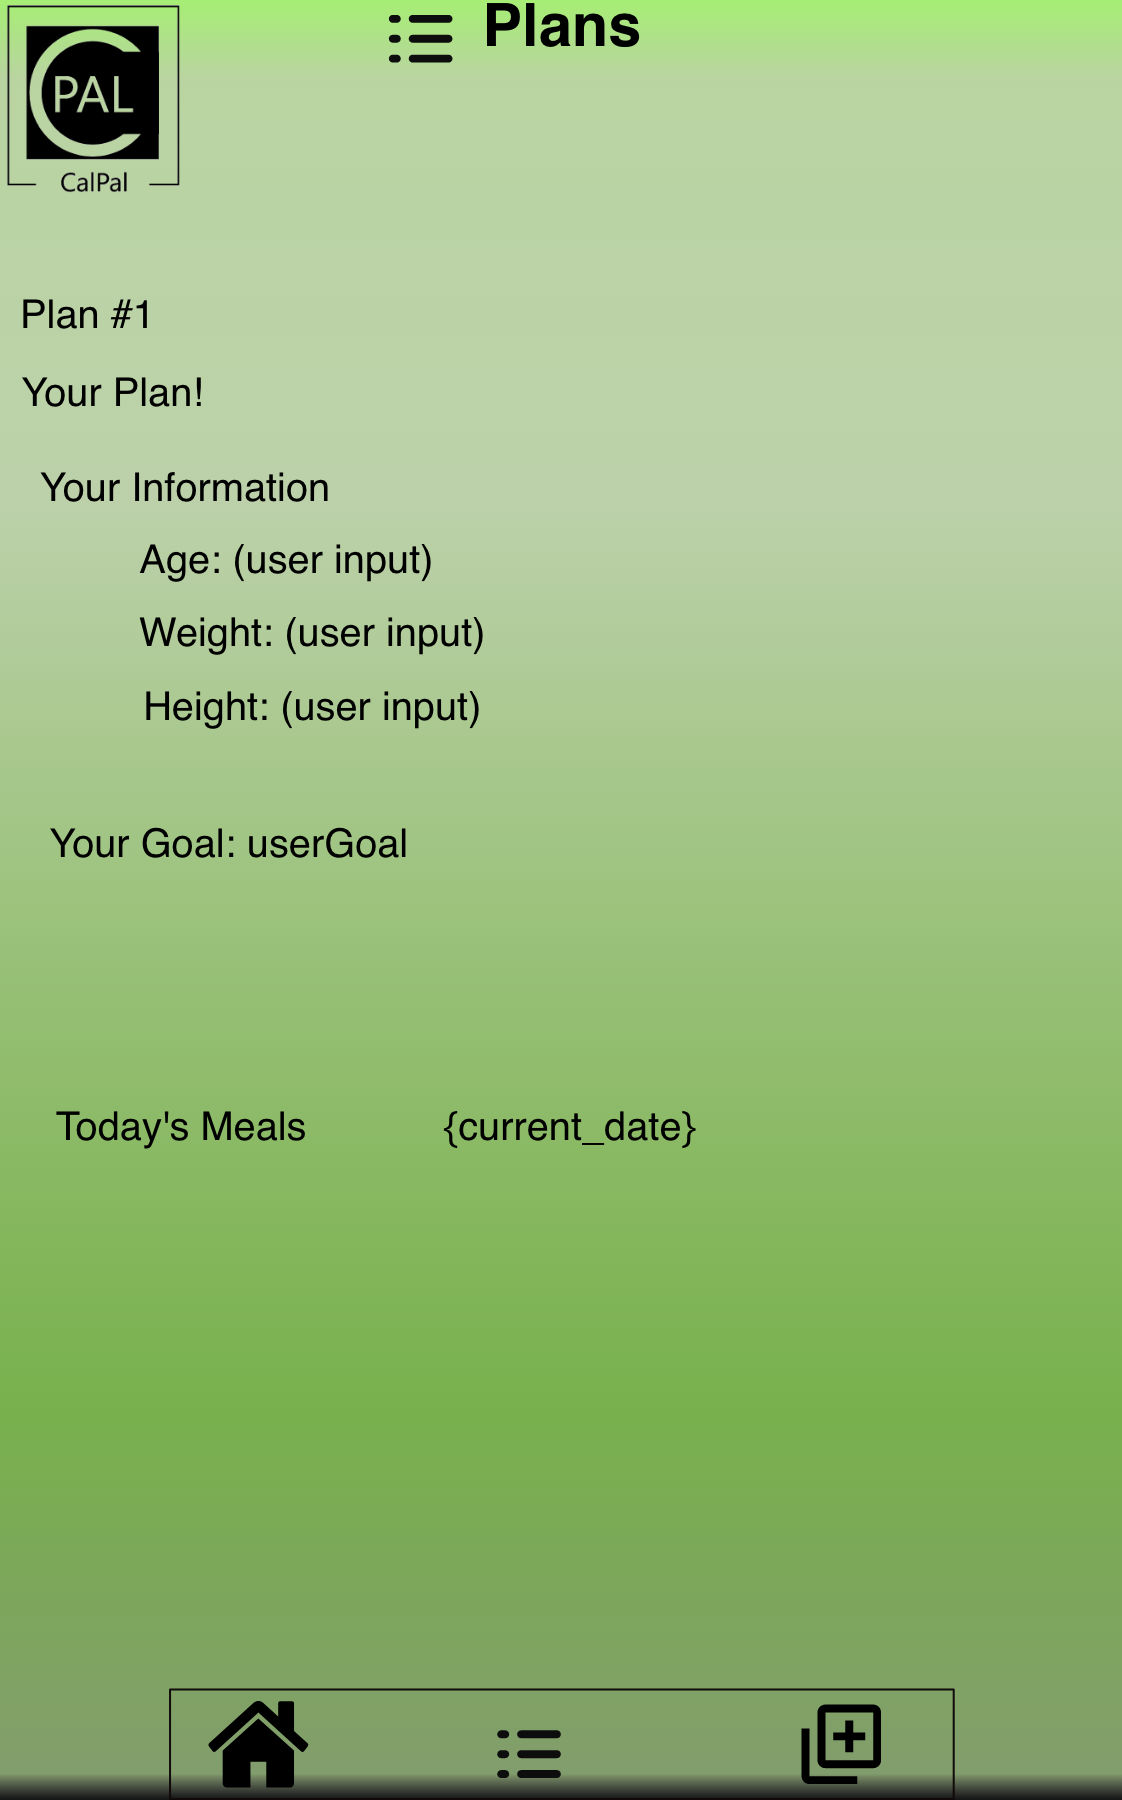 Plans
PAL
CalPal
Plan #1
Your Plan!
Your Information
Age: (user input)
Weight: (user input)
Height: (user input)
Your Goal: userGoal
Today's Meals {current_date}